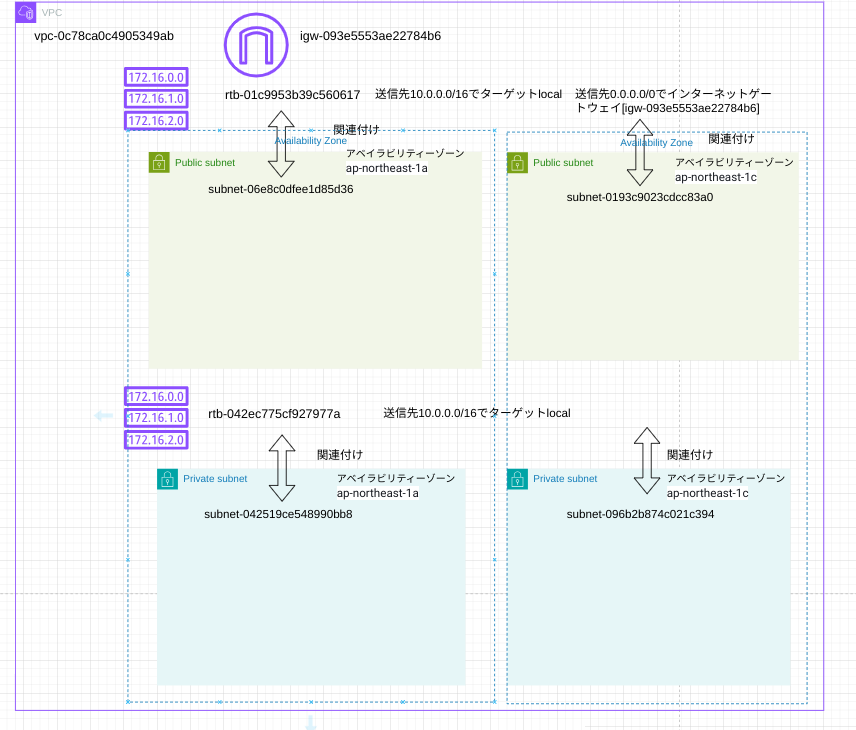 VPC
vpc-0c78ca0c4905349ab
igw-093e5553ae22784b6
172.16.0.0
172.16.1.0
172.16.2.0
rtb-01c9953b39c560617
送信先10.0.0.0/16でターゲットlocal
送信先0.0.0.0/0でインターネットゲー
トウェイ[igw-093e5553ae22784b6]
関連付け
Availability Zone
Public subnet
アベイラビリティーゾーン
ap-northeast-1a
subnet-06e8c0dfee1d85d36
関連付け
Availability Zone
Public subnet
アベイラビリティーゾーン
ap-northeast-1c
subnet-0193c9023cdcc83a0
172.16.0.0
172.16.1.0
172.16.2.0
rtb-042ec775cf927977a
送信先10.0.0.0/16でターゲットlocal
関連付け
Private subnet
アベイラビリティーゾーン
ap-northeast-1a
subnet-042519ce548990bb8
関連付け
Private subnet
アベイラビリティーゾーン
ap-northeast-1c
subnet-096b2b874c021c394